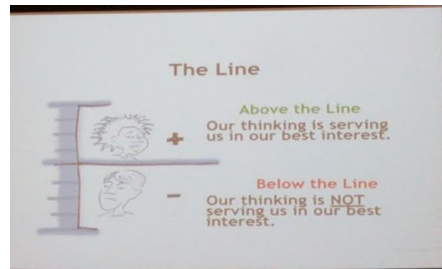 The Line
Above the Line
+
Our thinking is serving
us in our best interest.
Below the Line
-
Our thinking is NOT
serving us in our best
interest.